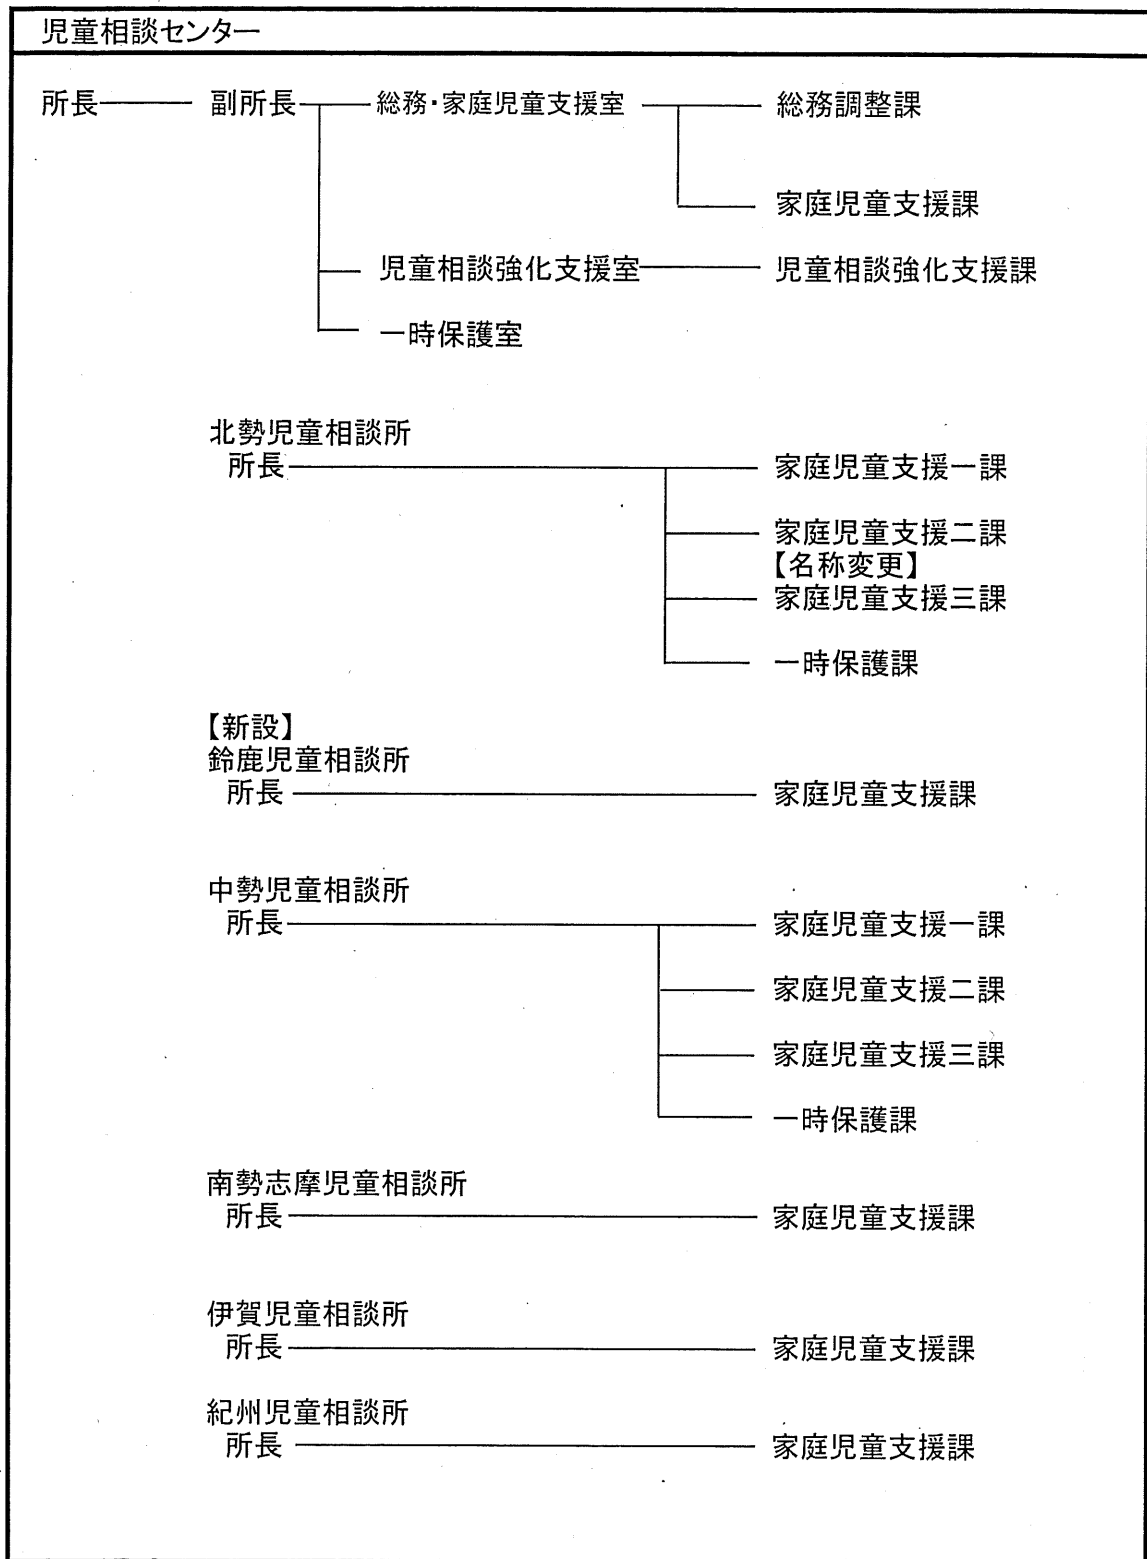 児童相談センター
所長 副所長 総務・家庭児童支援室 総務調整課
家庭児童支援課
児童相談強化支援室 児童相談強化支援課
一時保護室
北勢児童相談所
所長 家庭児童支援一課
家庭児童支援二課
【名称変更】
家庭児童支援三課
一時保護課
【新設】
鈴鹿児童相談所
所長 家庭児童支援課
中勢児童相談所
所長 家庭児童支援一課
家庭児童支援二課
家庭児童支援三課
一時保護課
南勢志摩児童相談所
所長 家庭児童支援課
伊賀児童相談所
所長 家庭児童支援課
紀州児童相談所
所長 家庭児童支援課